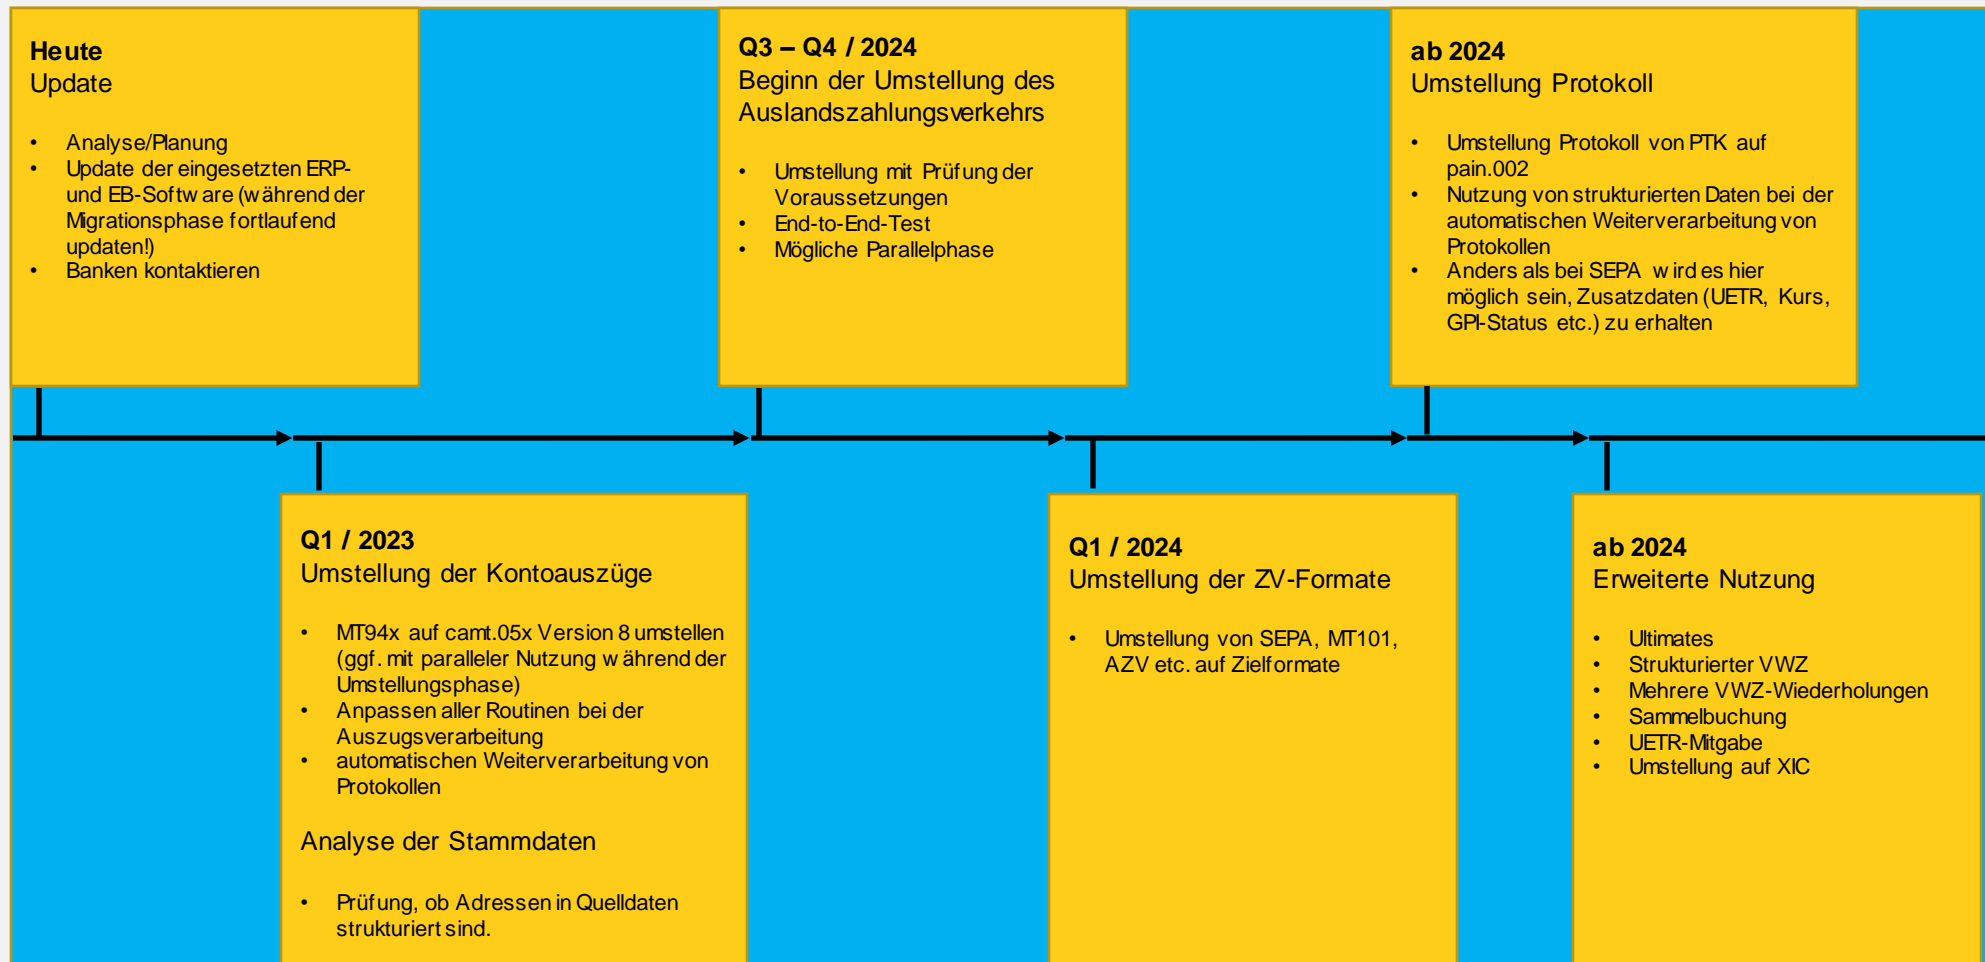 Heute
Update
• Analyse/Planung
• Update der eingesetzten ERP-
und EB-Software (während der
Migrationsphase fortlaufend
updaten!)
• Banken kontaktieren
Q1 / 2023
Umstellung der Kontoauszüge
• MT94x auf camt.05x Version 8 umstellen
(ggf. mit paralleler Nutzung während der
Umstellungsphase)
• Anpassen aller Routinen bei der
Auszugsverarbeitung
• automatischen Weiterverarbeitung von
Protokollen
Analyse der Stammdaten
• Prüfung, ob Adressen in Quelldaten
strukturiert sind.
Q3 – Q4 / 2024
Beginn der Umstellung des
Auslandszahlungsverkehrs
• Umstellung mit Prüfung der
Voraussetzungen
• End-to-End-Test
• Mögliche Parallelphase
Q1 / 2024
Umstellung der ZV-Formate
• Umstellung von SEPA, MT101,
AZV etc. auf Zielformate
ab 2024
Umstellung Protokoll
• Umstellung Protokoll von PTK auf
pain.002
• Nutzung von strukturierten Daten bei der
automatischen Weiterverarbeitung von
Protokollen
• Anders als bei SEPA wird es hier
möglich sein, Zusatzdaten (UETR, Kurs,
GPI-Status etc.) zu erhalten
ab 2024
Erweiterte Nutzung
• Ultimates
• Strukturierter VWZ
• Mehrere VWZ-Wiederholungen
• Sammelbuchung
• UETR-Mitgabe
• Umstellung auf XIC